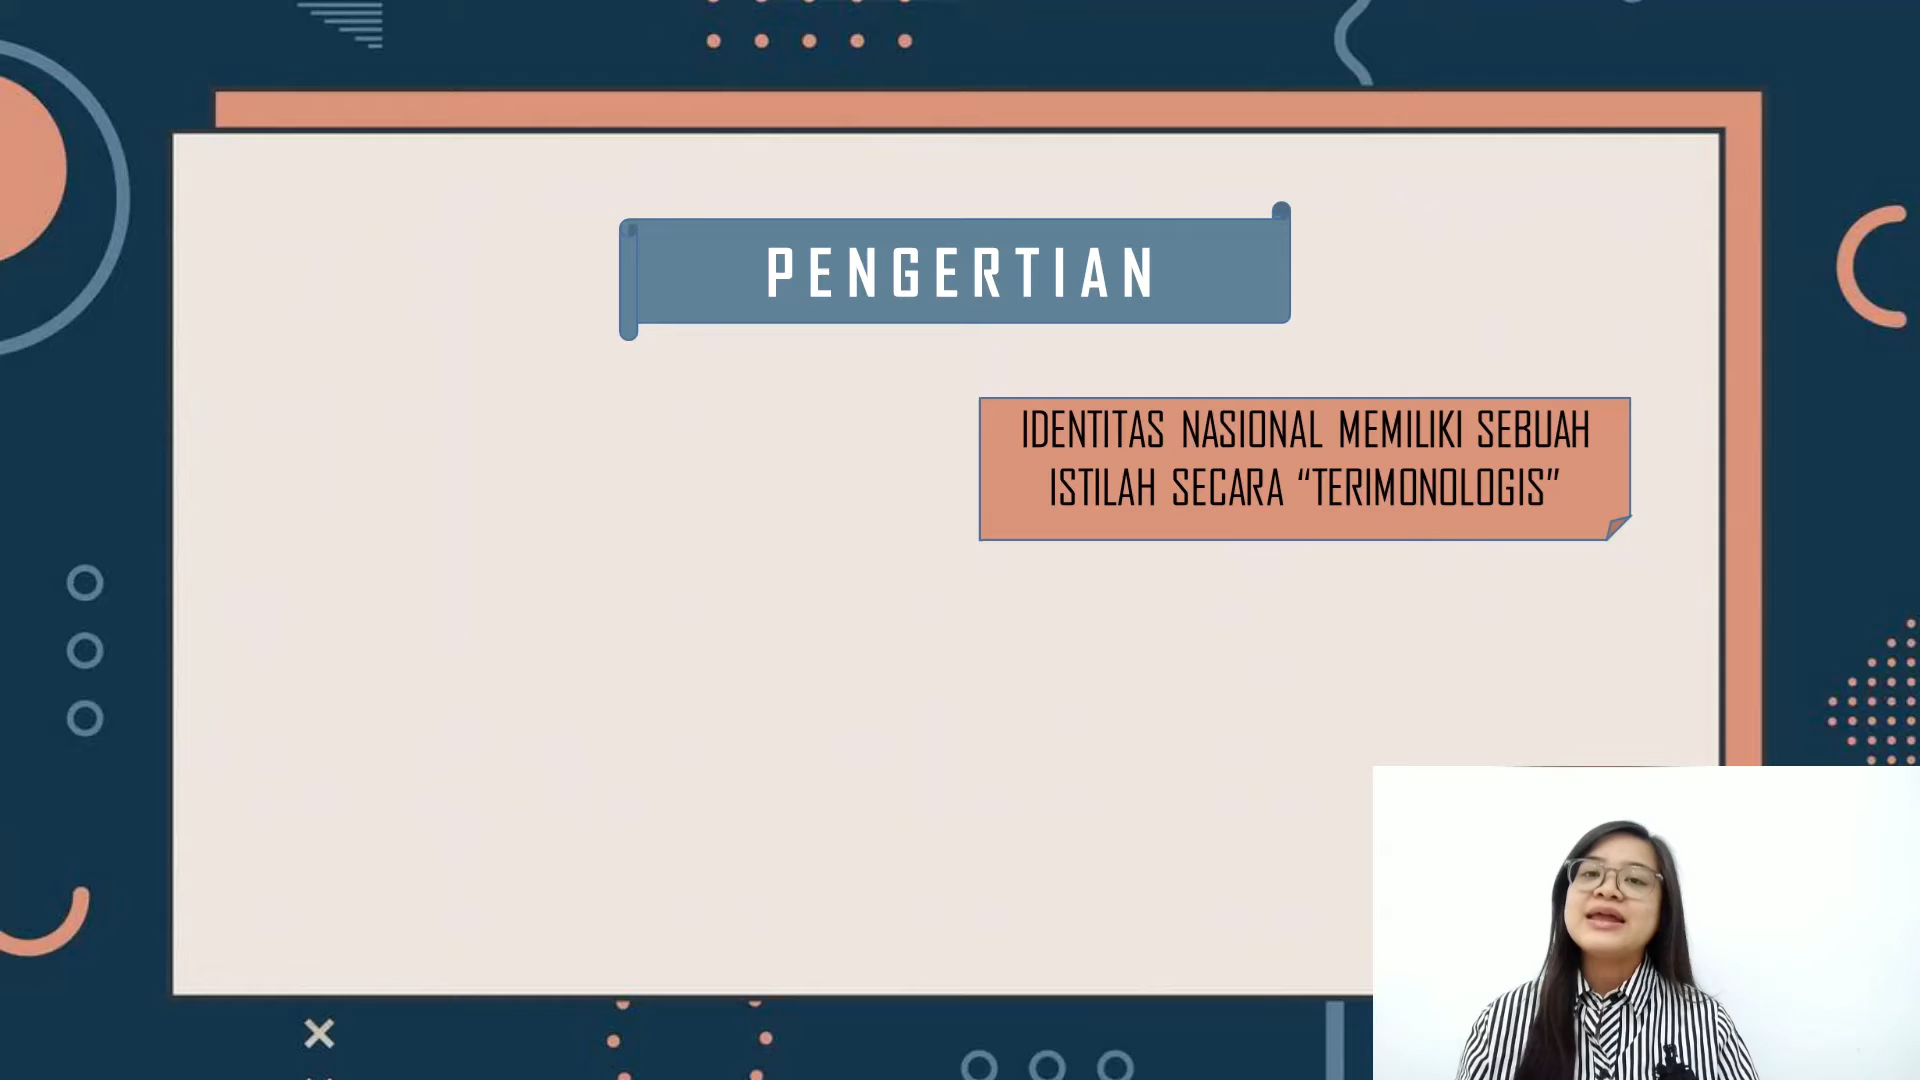 PENGERTIAN
IDENTITAS NASIONAL MEMILIKI SEBUAH
ISTILAH SECARA “TERIMONOLOGIS”